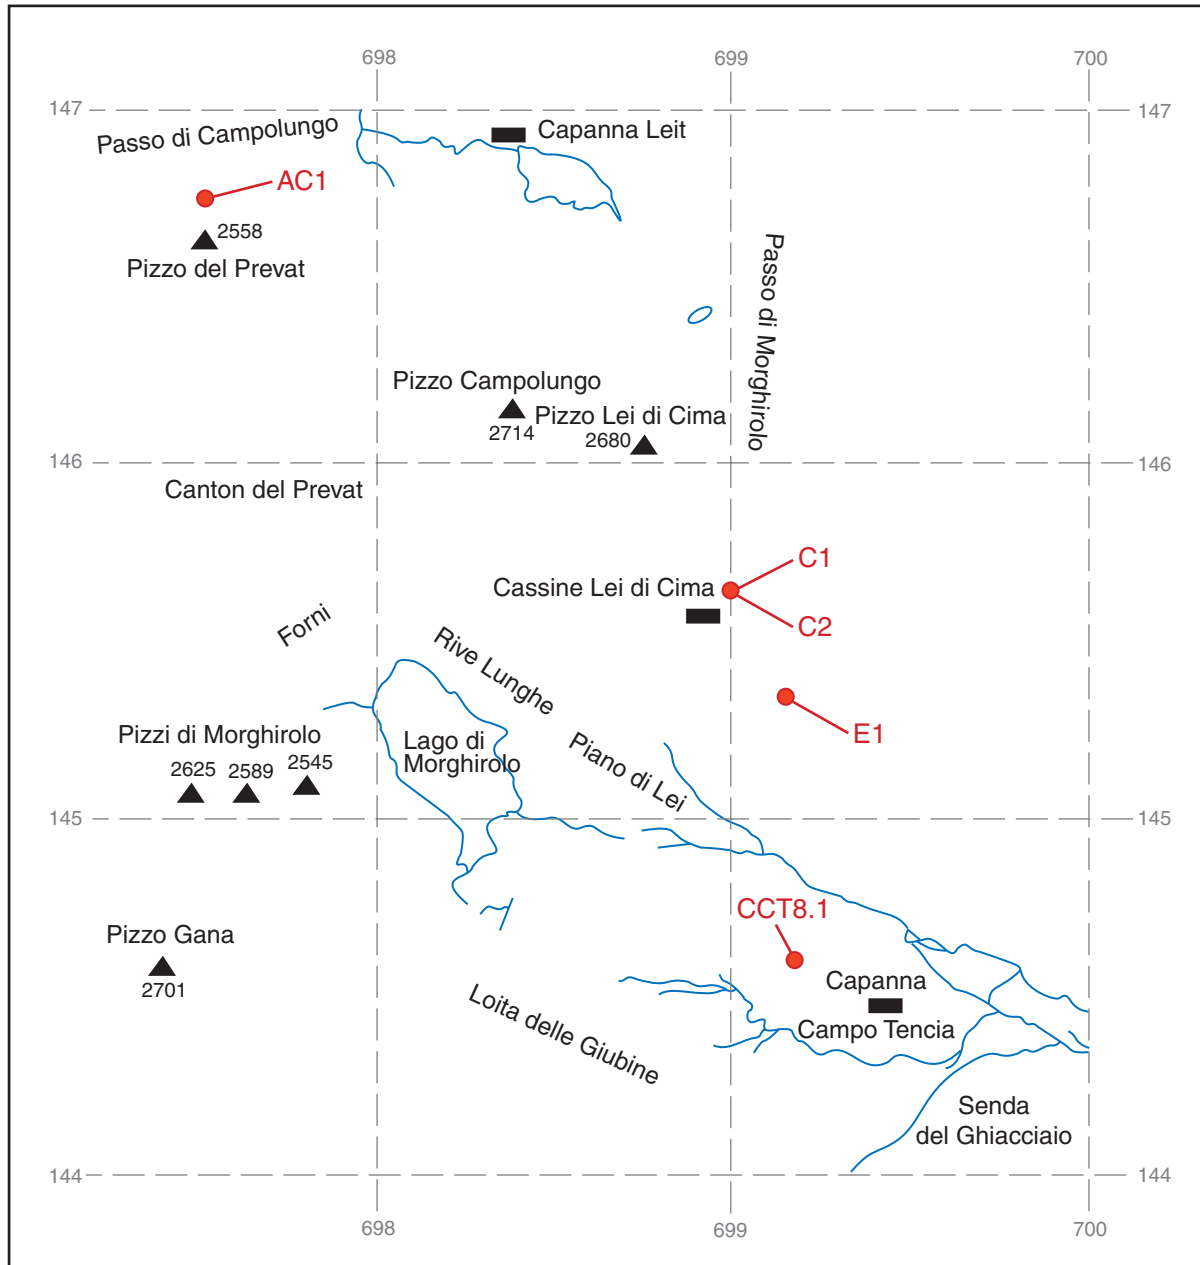 698
699
700
147
147
Passo di Campolungo
Capanna Leit
AC1
2558
Pizzo del Prevat
Passo di Morghirolo
Pizzo Campolungo
2714
Pizzo Lei di Cima
2680
146
146
Canton del Prevat
C1
Cassine Lei di Cima
C2
Forni
Rive Lunghe
E1
Pizzi di Morghirolo
2625
2589
2545
Lago di
Morghirolo
Piano di Lei
145
145
CCT8.1
Pizzo Gana
2701
Capanna
Campo Tencia
Loita delle Giubine
Senda
del Ghiacciaio
144
144
698
699
700